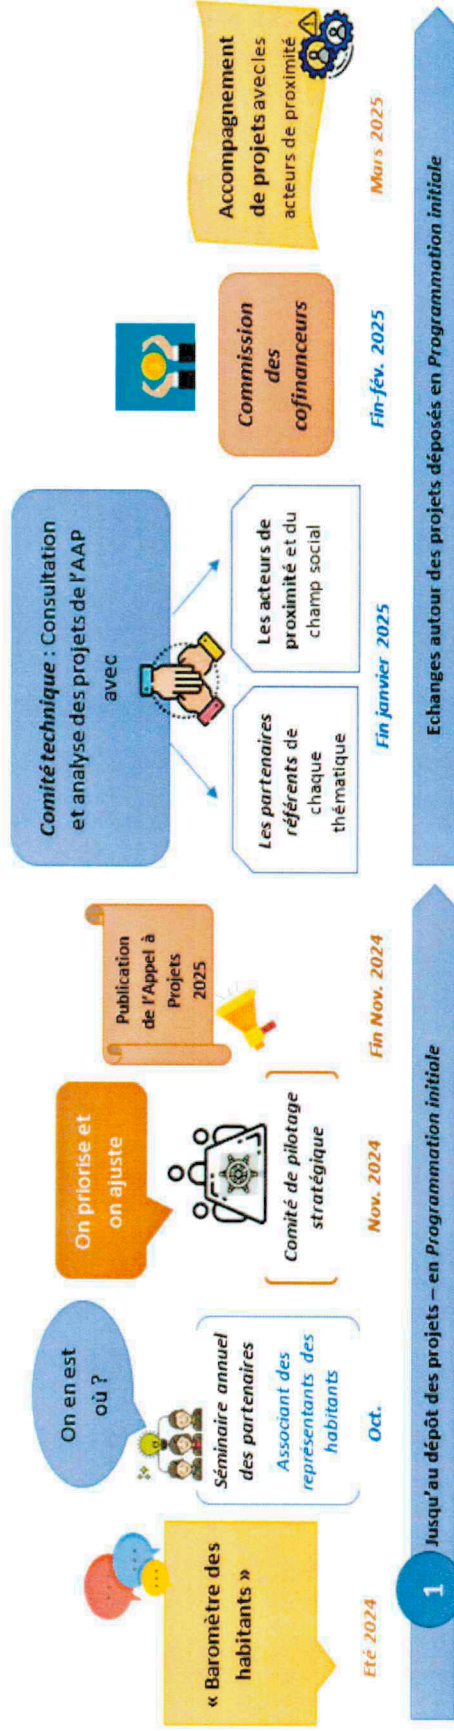 « Baromètre des
habitants »
Eté 2024
On en est
où ?
Séminaire annuel
des partenaires
Associant des
représentants des
habitants
Oct.
On priorise et
on ajuste
Comité de pilotage
stratégique
Nov. 2024
Publication
de l'Appel à
Projets
2025
Fin Nov. 2024
Comité technique : Consultation
et analyse des projets de l'AAP
avec
Les partenaires
référents de
chaque
thématique
Les acteurs de
proximité et du
champ social
Fin janvier 2025
Commission
des
cofinanceurs
Fin-fév. 2025
Accompagnement
de projets avec les
acteurs de proximité
Mars 2025
1
Jusqu'au dépôt des projets – en Programmation initiale
Echanges autour des projets déposés en Programmation initiale